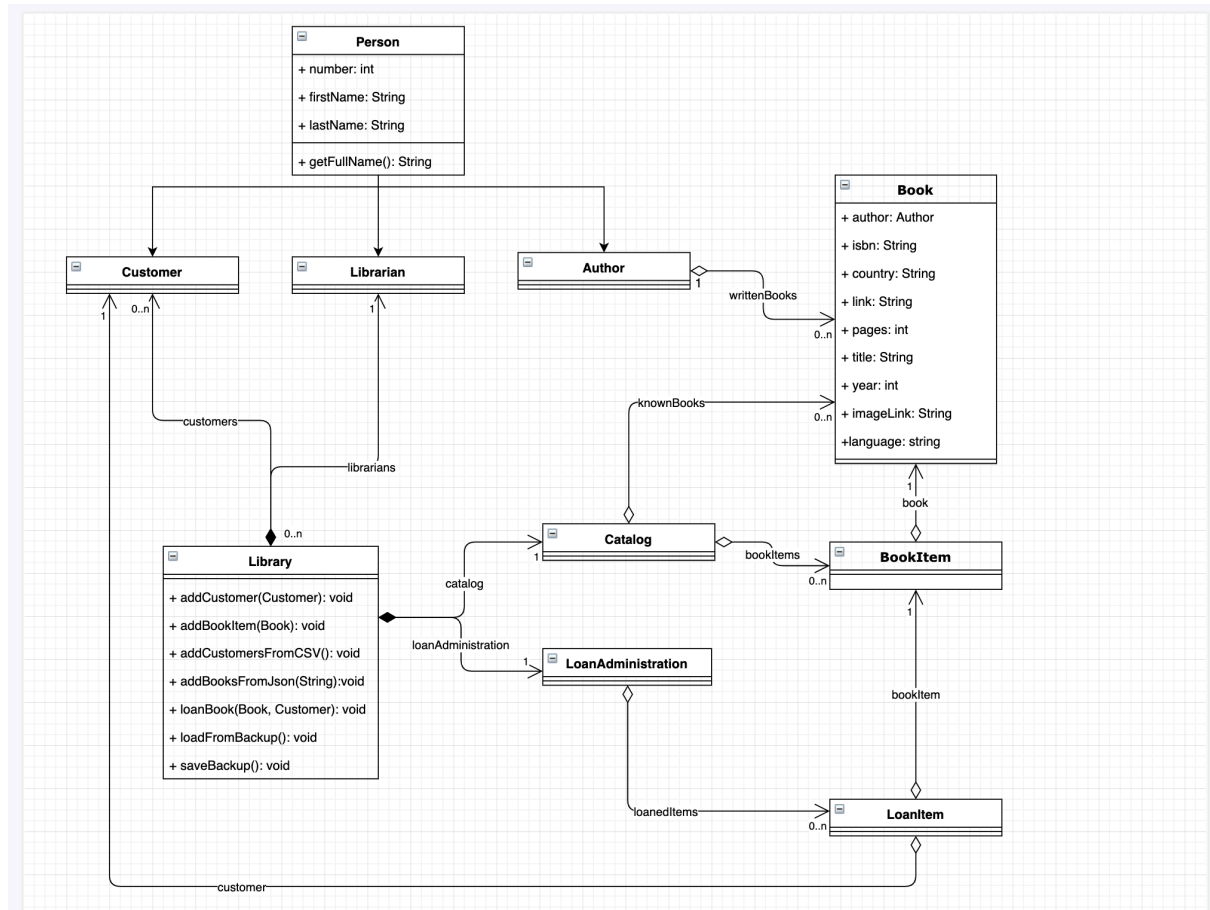 Person
+ number: int
+ firstName: String
+ lastName: String
+ getFullName(): String
Customer
Librarian
Author
Book
+ author: Author
+ isbn: String
+ country: String
+ link: String
+ pages: int
+ title: String
+ year: int
+ imageLink: String
+language: string
1
writtenBooks
0..n
1
0..n
1
knownBooks
0..n
customers
librarians
1
book
0..n
Library
+ addCustomer(Customer): void
+ addBookItem(Book): void
+ addCustomersFromCSV(): void
+ addBooksFromJson(String):void
+ loanBook(Book, Customer): void
+ loadFromBackup(): void
+ saveBackup(): void
Catalog
1
catalog
bookItems
0..n
BookItem
1
loanAdministration
1
LoanAdministration
bookItem
loanedItems
0..n
LoanItem
customer